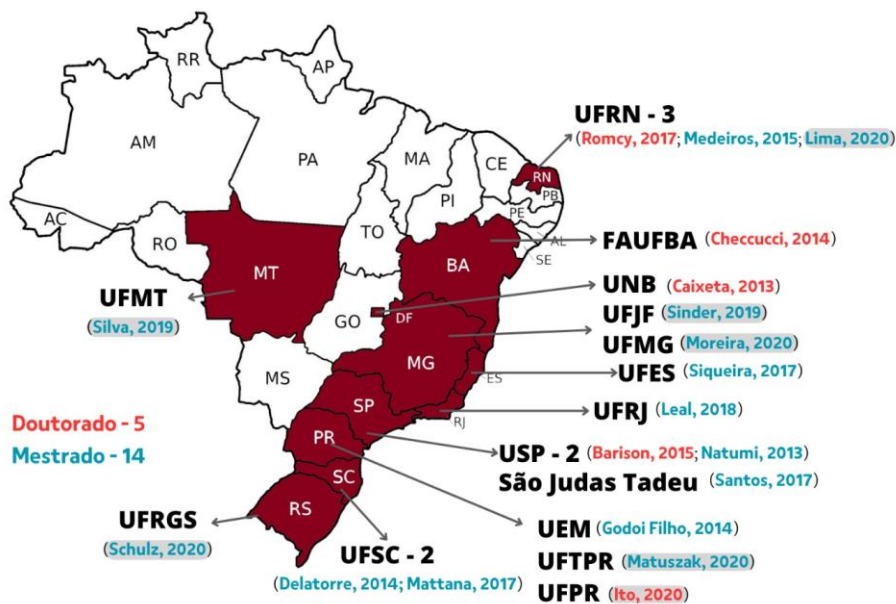 RR
AP
UFRN - 3
(Romcy, 2017; Medeiros, 2015; Lima, 2020)
AM
PA
MA
CE
RN
PB
PI
PE
AC
AL
TO
RO
SE
FAUFBA (Checcucci, 2014)
BA
MT
UNB (Caixeta, 2013)
UFMT
(Silva, 2019)
GO
DF
UFJF (Sinder, 2019)
UFMG (Moreira, 2020)
MG
MS
ES
UFES (Siqueira, 2017)
SP
UFRJ (Leal, 2018)
RJ
Doutorado - 5
Mestrado - 14
PR
USP - 2 (Barison, 2015; Natumi, 2013)
São Judas Tadeu (Santos, 2017)
SC
RS
UFRGS
(Schulz, 2020)
UEM (Godoi Filho, 2014)
UFSC - 2
(Delatorre, 2014; Mattana, 2017)
UFTPR (Matuszak, 2020)
UFPR (Ito, 2020)